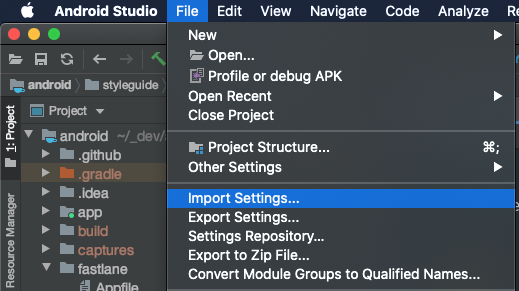 Android Studio File Edit View Navigate Code Analyze
New
Open...
Profile or debug APK
Open Recent
Close Project
Project Structure... ⌘;
Other Settings
Import Settings...
Export Settings...
Settings Repository...
Export to Zip File...
Convert Module Groups to Qualified Names...
android styleguide
1: Project
Resource Manager
Project
android ~/_dev/
.github
.gradle
.idea
app
build
captures
fastlane
Appfile